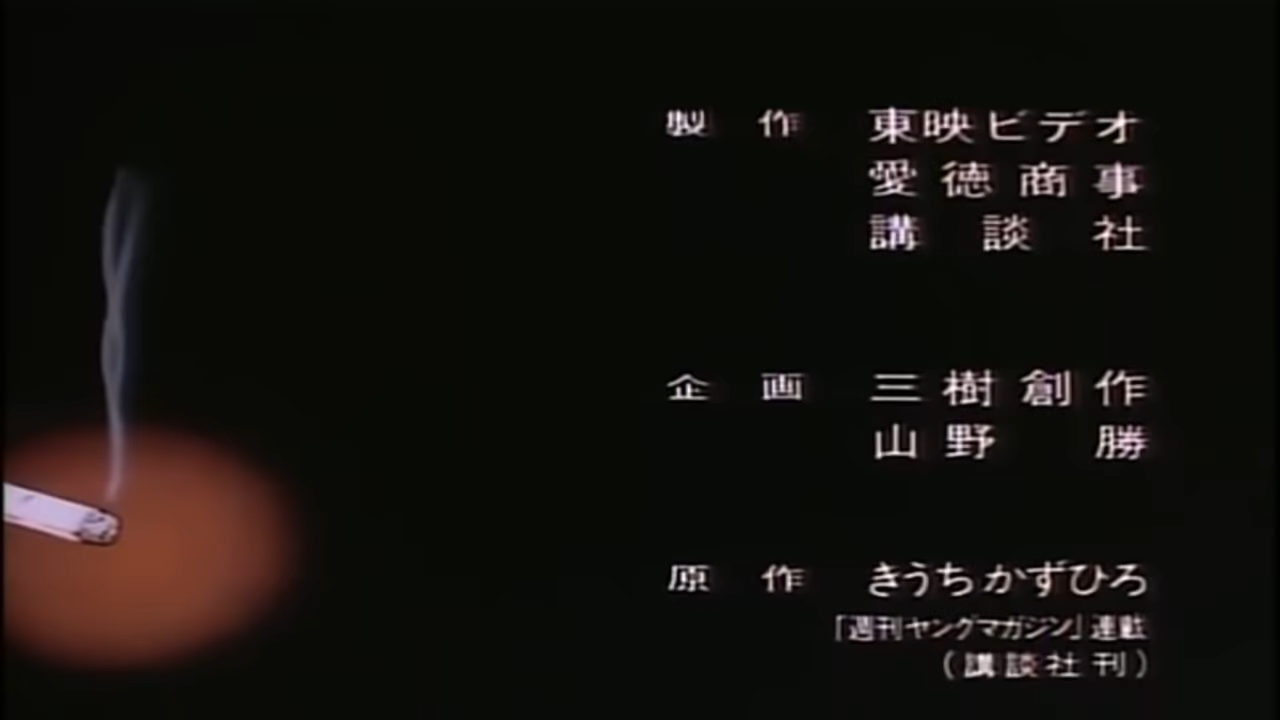 製作 東映ビデオ
愛徳商事
講談社
企画 三樹創作
山野勝
原作 きうちかずひろ
「週刊ヤングマガジン」連載
(講談社刊)